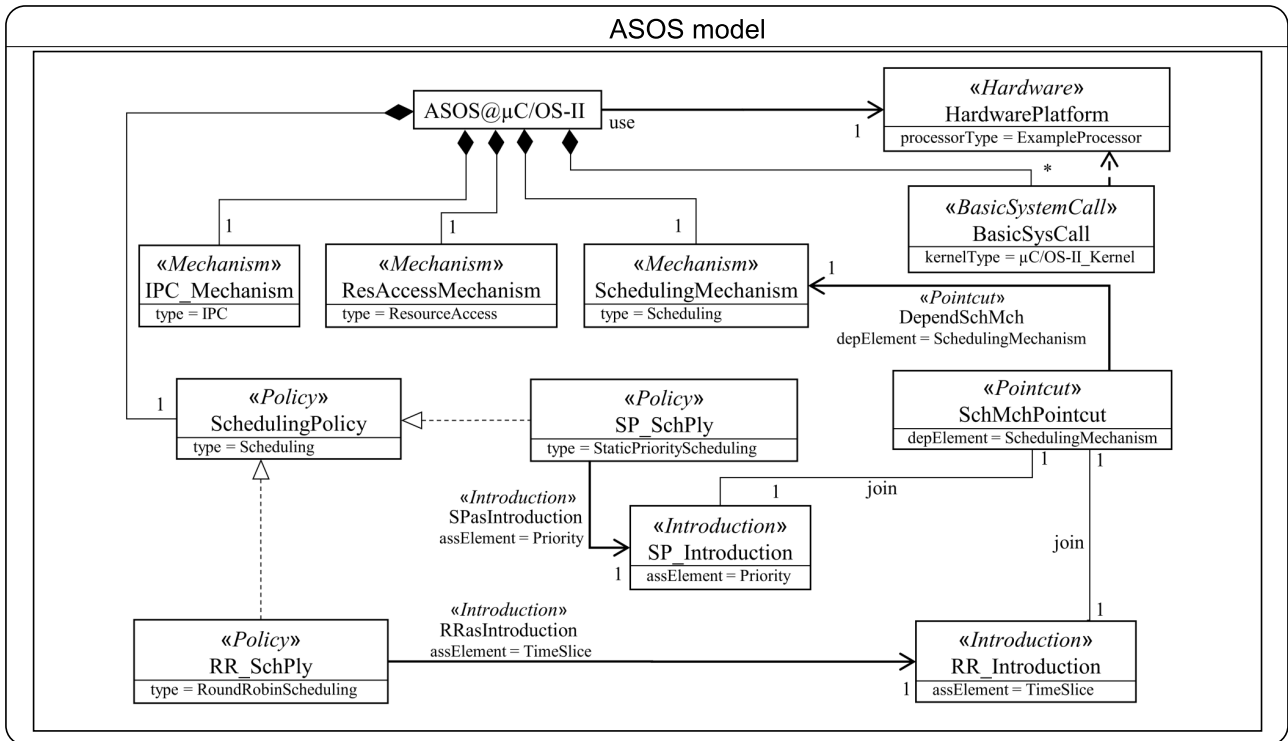 ASOS model
ASOS@µC/OS-II
use
1
«Hardware»
HardwarePlatform
processorType = ExampleProcessor
*
«BasicSystemCall»
BasicSysCall
kernelType = µC/OS-II_Kernel
1
«Mechanism»
IPC_Mechanism
type = IPC
1
«Mechanism»
ResAccessMechanism
type = ResourceAccess
1
«Mechanism»
SchedulingMechanism
type = Scheduling
1
«Pointcut»
DependSchMch
depElement = SchedulingMechanism
1
«Policy»
SchedulingPolicy
type = Scheduling
«Policy»
SP_SchPly
type = StaticPriorityScheduling
«Pointcut»
SchMchPointcut
depElement = SchedulingMechanism
1
1
1
join
«Introduction»
SPasIntroduction
assElement = Priority
1
«Introduction»
SP_Introduction
assElement = Priority
join
1
«Policy»
RR_SchPly
type = RoundRobinScheduling
«Introduction»
RRasIntroduction
assElement = TimeSlice
1
«Introduction»
RR_Introduction
assElement = TimeSlice